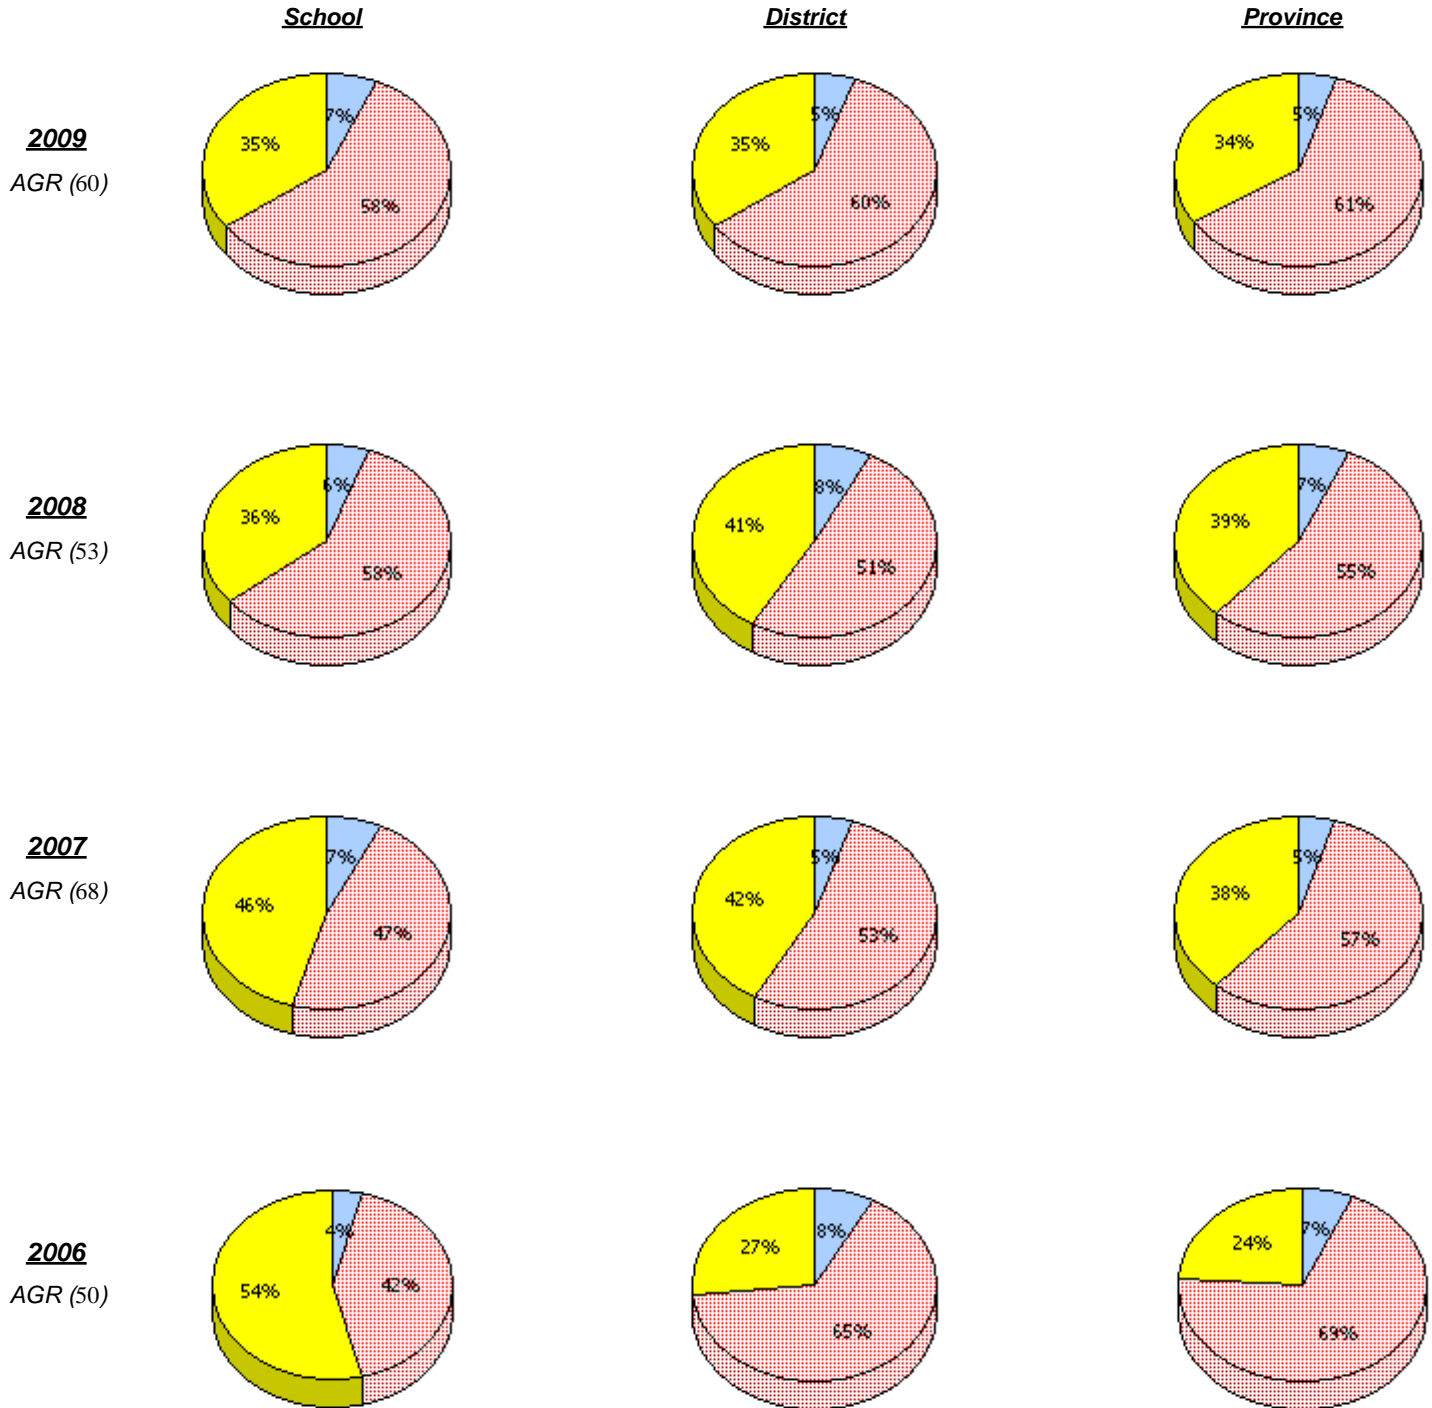 School District Province
2009
AGR (60)
7% 35% 58%
5% 35% 60%
5% 34% 61%
2008
AGR (53)
6% 36% 58%
8% 41% 51%
7% 39% 55%
2007
AGR (68)
7% 46% 47%
5% 42% 53%
5% 38% 57%
2006
AGR (50)
4% 54% 42%
8% 27% 65%
7% 24% 69%